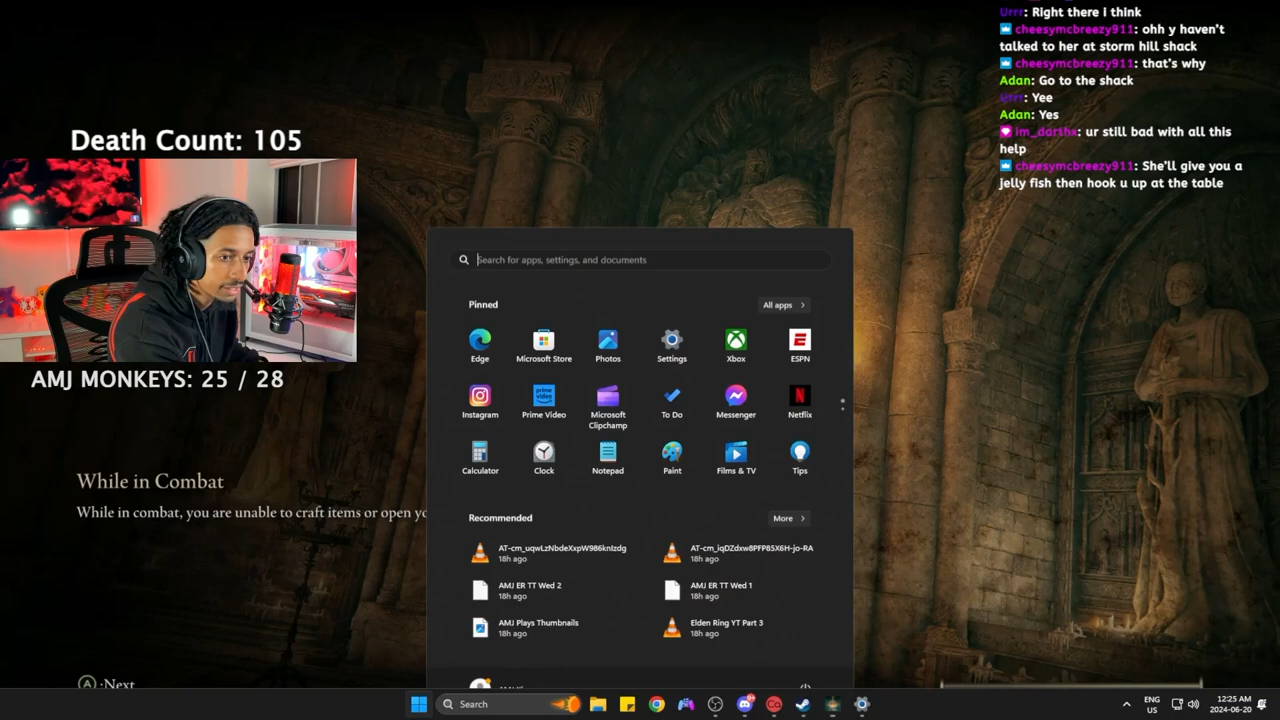 Urrr: Right there i think
cheesymcbreezy911: ohh y haven't
talked to her at storm hill shack
cheesymcbreezy911: that's why
Adan: Go to the shack
Urrr: Yee
Adan: Yes
im_darthx: ur still bad with all this
help
cheesymcbreezy911: She'll give you a
jelly fish then hook u up at the table
Death Count: 105
AMJ MONKEYS: 25 / 28
While in Combat
While in combat, you are unable to craft items or open yo
A:Next
Search for apps, settings, and documents
Pinned
All apps
Edge
Microsoft Store
Photos
Settings
Xbox
ESPN
Instagram
Prime Video
Microsoft
Clipchamp
To Do
Messenger
Netflix
Calculator
Clock
Notepad
Paint
Films & TV
Tips
Recommended
More
AT-cm_uqwLzNbdeXxpW986knIzdg
18h ago
AT-cm_iqDZdxw8PFP85X6H-jo-RA
18h ago
AMJ ER TT Wed 2
18h ago
AMJ ER TT Wed 1
18h ago
AMJ Plays Thumbnails
18h ago
Elden Ring YT Part 3
18h ago
Search
ENG
US
12:25 AM
2024-06-20